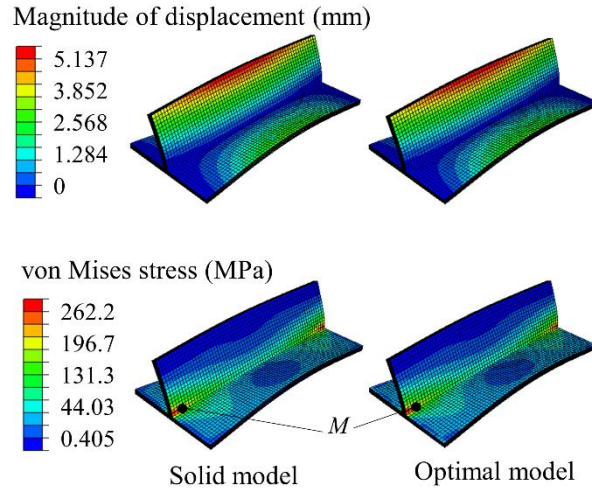 Magnitude of displacement (mm)
5.137
3.852
2.568
1.284
0
von Mises stress (MPa)
262.2
196.7
131.3
44.03
0.405
M
Solid model
Optimal model